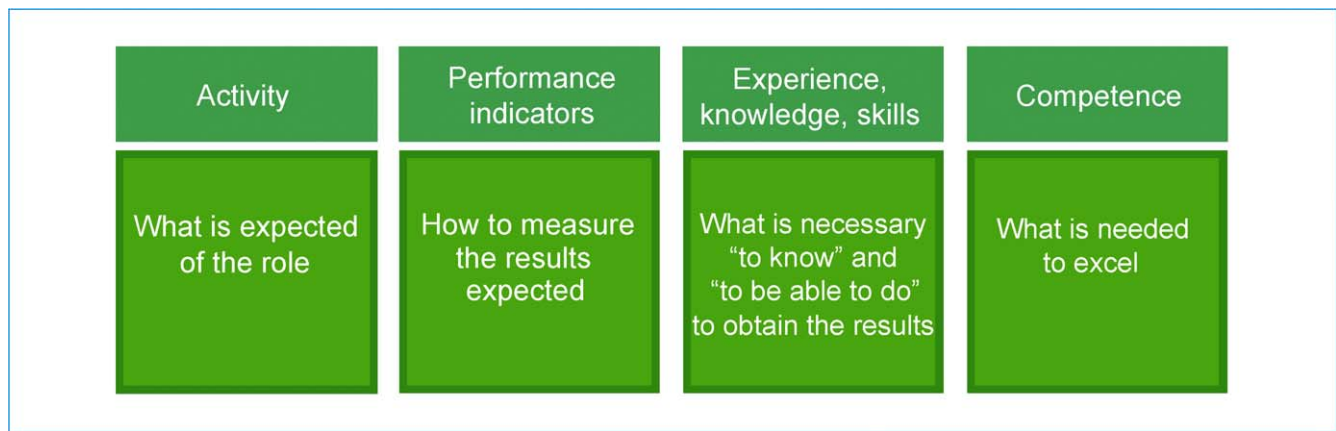 Activity
What is expected
of the role
Performance
indicators
How to measure
the results
expected
Experience,
knowledge, skills
What is necessary
“to know” and
“to be able to do”
to obtain the results
Competence
What is needed
to excel